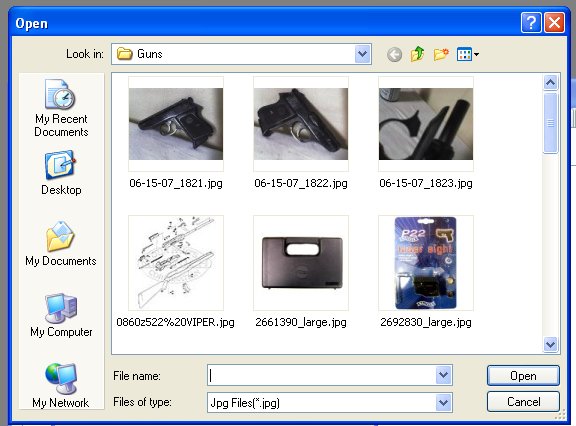 Open
Look in:
Guns
My Recent
Documents
Desktop
My Documents
My Computer
My Network
06-15-07_1821.jpg
06-15-07_1822.jpg
06-15-07_1823.jpg
P22
laser sight
0860z522%20VIPER.jpg
2661390_large.jpg
2692830_large.jpg
File name:
Open
Files of type:
Jpg Files(*.jpg)
Cancel